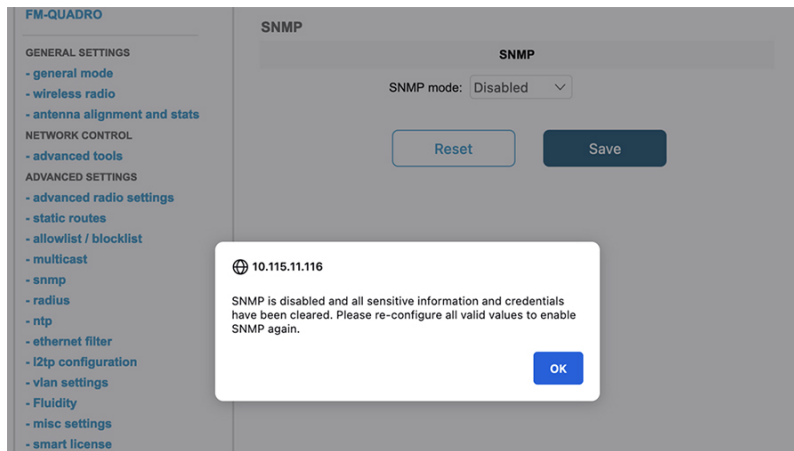 FM-QUADRO
GENERAL SETTINGS
- general mode
- wireless radio
- antenna alignment and stats
NETWORK CONTROL
- advanced tools
ADVANCED SETTINGS
- advanced radio settings
- static routes
- allowlist / blocklist
- multicast
- snmp
- radius
- ntp
- ethernet filter
- l2tp configuration
- vlan settings
- Fluidity
- misc settings
- smart license
SNMP
SNMP
SNMP mode: Disabled
Reset Save
10.115.11.116
SNMP is disabled and all sensitive information and credentials
have been cleared. Please re-configure all valid values to enable
SNMP again.
OK